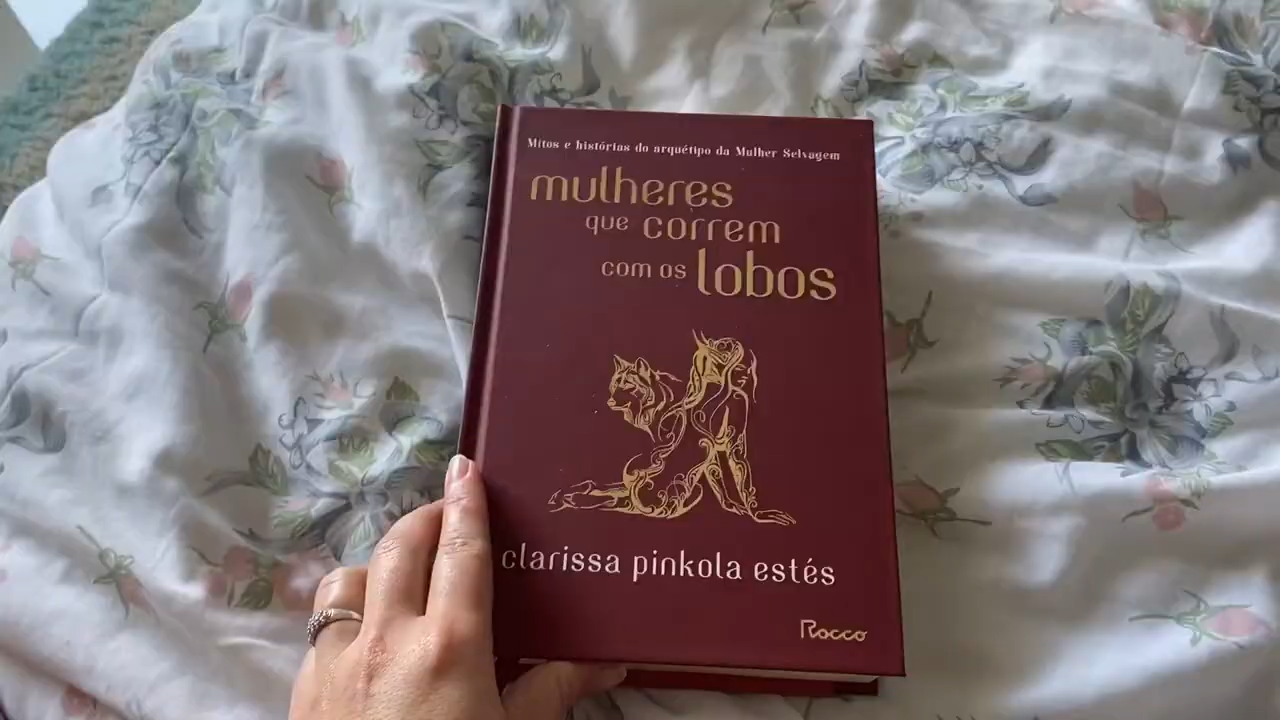 Mitos e histórias do arquétipo da Mulher Selvagem
mulheres
que correm
com os lobos
clarissa pinkola estés
Rocco